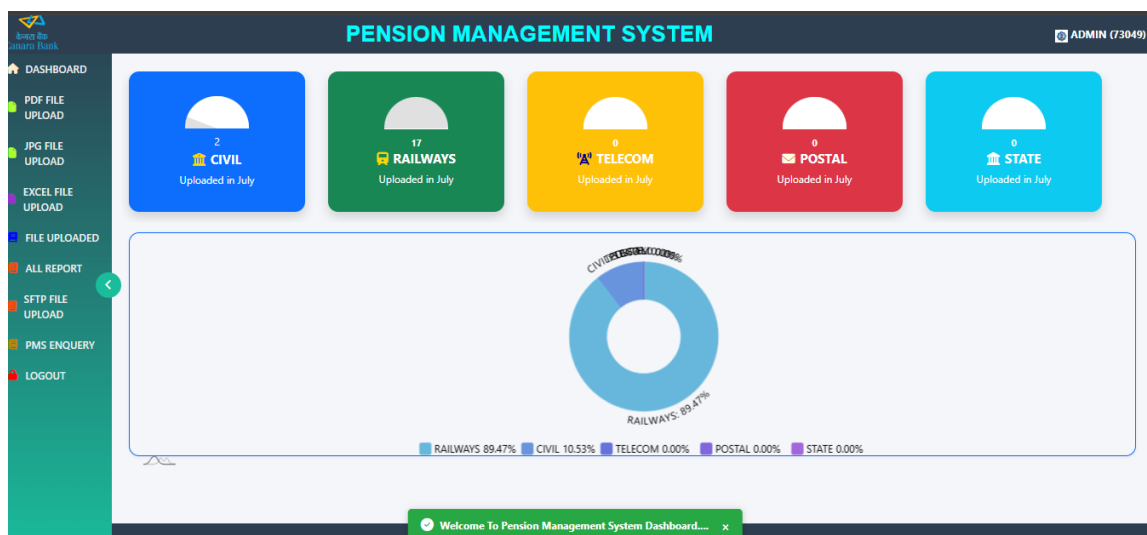 केनरा बैंक
Canara Bank
PENSION MANAGEMENT SYSTEM
ADMIN (73049)
DASHBOARD
PDF FILE
UPLOAD
JPG FILE
UPLOAD
EXCEL FILE
UPLOAD
FILE UPLOADED
ALL REPORT
SFTP FILE
UPLOAD
PMS ENQUERY
LOGOUT
2
CIVIL
Uploaded in July
17
RAILWAYS
Uploaded in July
0
TELECOM
Uploaded in July
0
POSTAL
Uploaded in July
0
STATE
Uploaded in July
RAILWAYS: 89.47%
RAILWAYS 89.47% CIVIL 10.53% TELECOM 0.00% POSTAL 0.00% STATE 0.00%
Welcome To Pension Management System Dashboard.... x